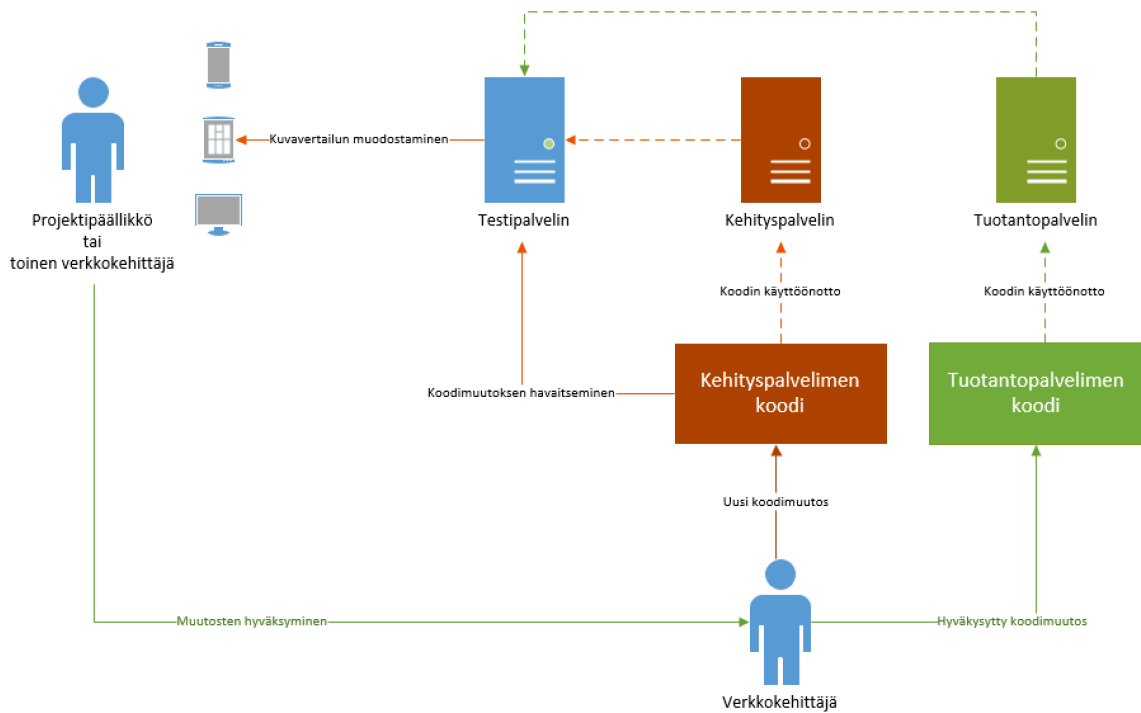 Kuvavertailun muodostaminen
Projektipäällikkö
tai
toinen verkkokehittäjä
Testipalvelin
Kehityspalvelin
Tuotantopalvelin
Koodin käyttöönotto
Koodin käyttöönotto
Koodimuutoksen havaitseminen
Kehityspalvelimen
koodi
Tuotantopalvelimen
koodi
Uusi koodimuutos
Muutosten hyväksyminen
Hyväkysytty koodimuutos
Verkkokehittäjä